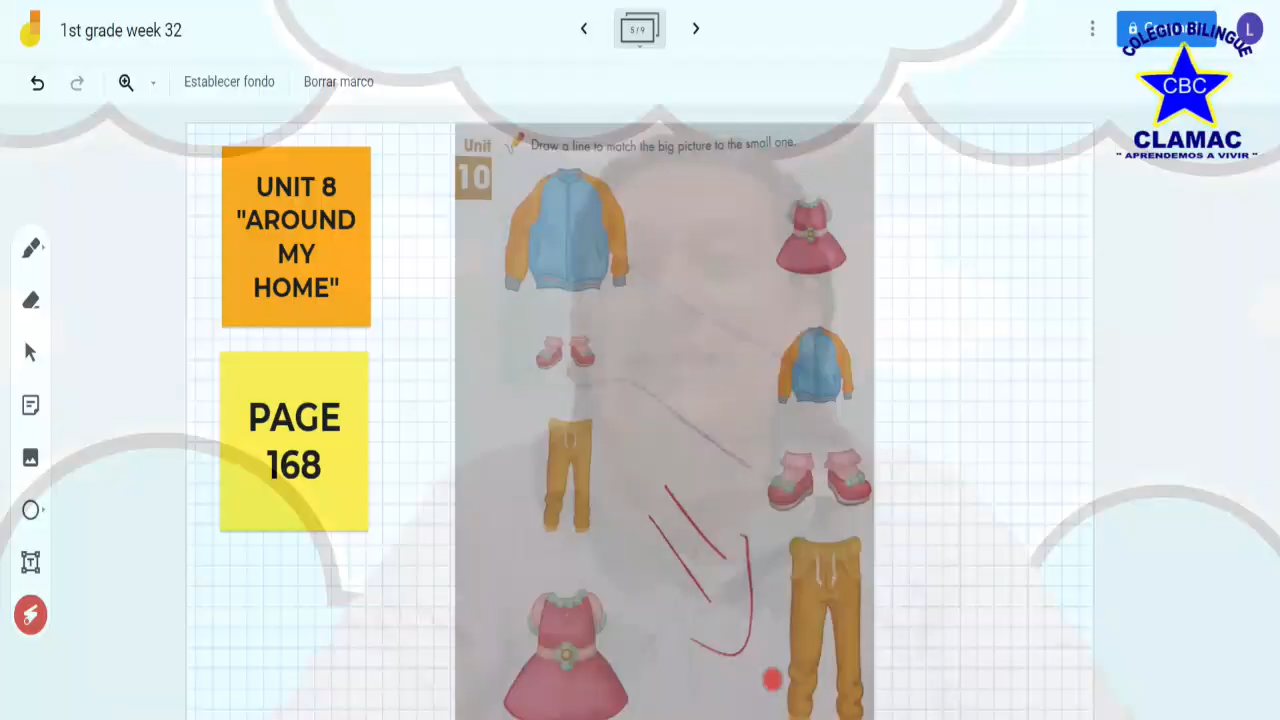 1st grade week 32
5 / 9
L
Establecer fondo
Borrar marco
COLEGIO BILINGUE
CBC
CLAMAC
" APRENDEMOS A VIVIR "
UNIT 8
"AROUND
MY
HOME"
PAGE
168
Unit
10
Draw a line to match the big picture to the small one.